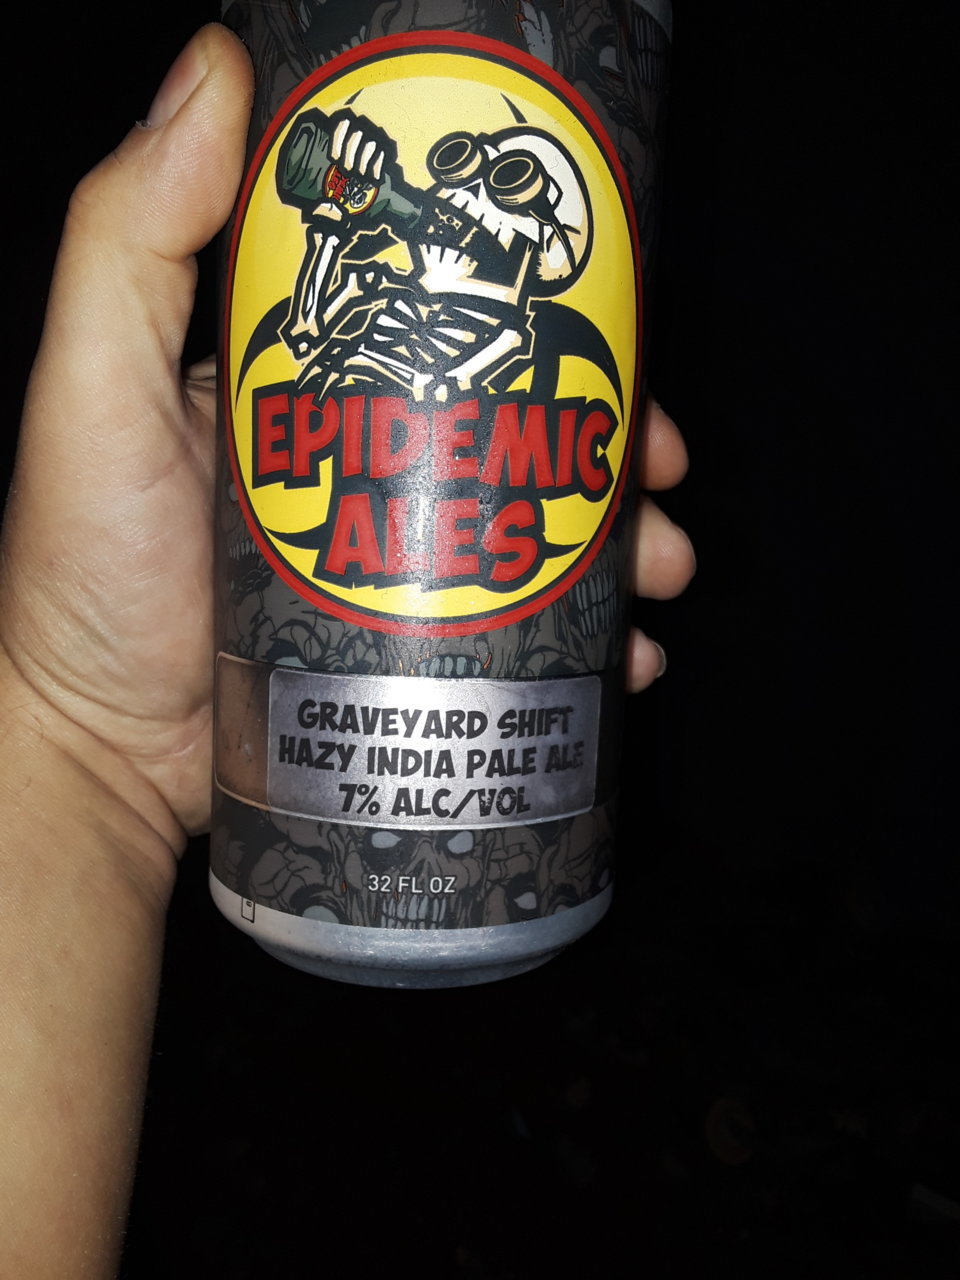 EPIDEMIC
ALES
GRAVEYARD SHIFT
HAZY INDIA PALE ALE
7% ALC/VOL
32 FL OZ